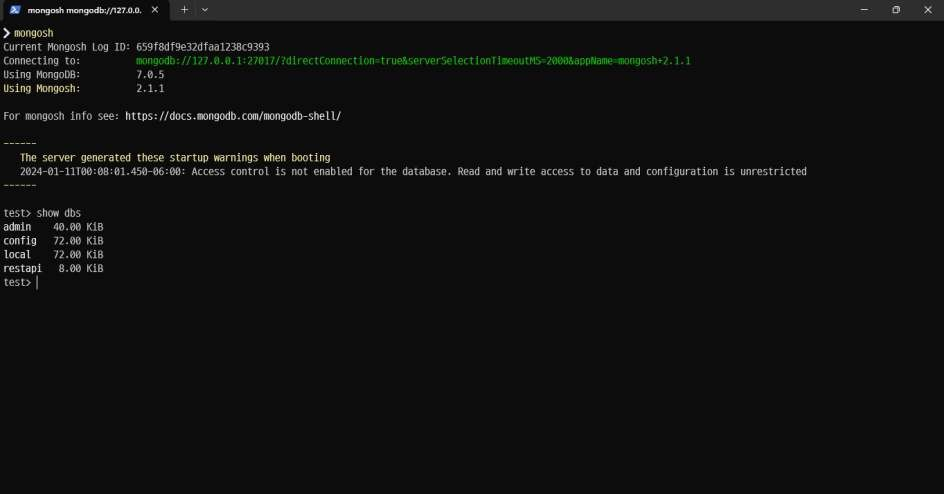 mongosh mongodb://127.0.0.
mongosh
Current Mongosh Log ID: 659f8df9e32dfaa1238c9393
Connecting to: mongodb://127.0.0.1:27017/?directConnection=true&serverSelectionTimeoutMS=2000&appName=mongosh+2.1.1
Using MongoDB: 7.0.5
Using Mongosh: 2.1.1
For mongosh info see: https://docs.mongodb.com/mongodb-shell/
------
The server generated these startup warnings when booting
2024-01-11T00:08:01.450-06:00: Access control is not enabled for the database. Read and write access to data and configuration is unrestricted
------
test> show dbs
admin 40.00 KiB
config 72.00 KiB
local 72.00 KiB
restapi 8.00 KiB
test>